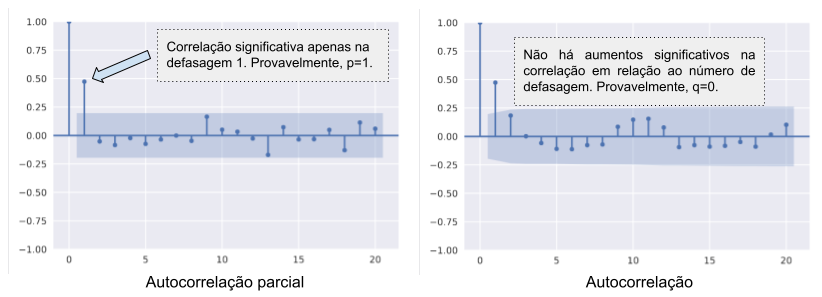 1.00
0.75
0.50
0.25
0.00
−0.25
−0.50
−0.75
−1.00
0 5 10 15 20
Correlação significativa apenas na
defasagem 1. Provavelmente, p=1.
Autocorrelação parcial
1.00
0.75
0.50
0.25
0.00
−0.25
−0.50
−0.75
−1.00
0 5 10 15 20
Não há aumentos significativos na
correlação em relação ao número de
defasagem. Provavelmente, q=0.
Autocorrelação